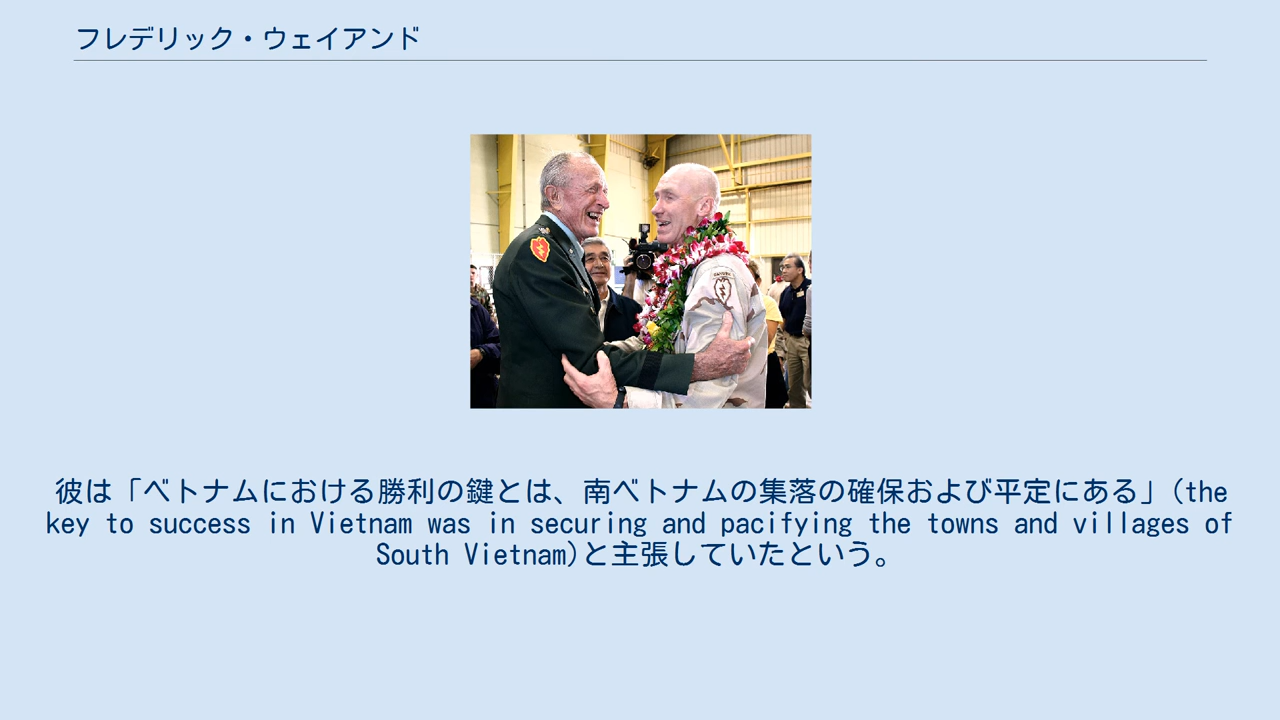 フレデリック・ウェイアンド
彼は「ベトナムにおける勝利の鍵とは、南ベトナムの集落の確保および平定にある」(the
key to success in Vietnam was in securing and pacifying the towns and villages of
South Vietnam)と主張していたという。